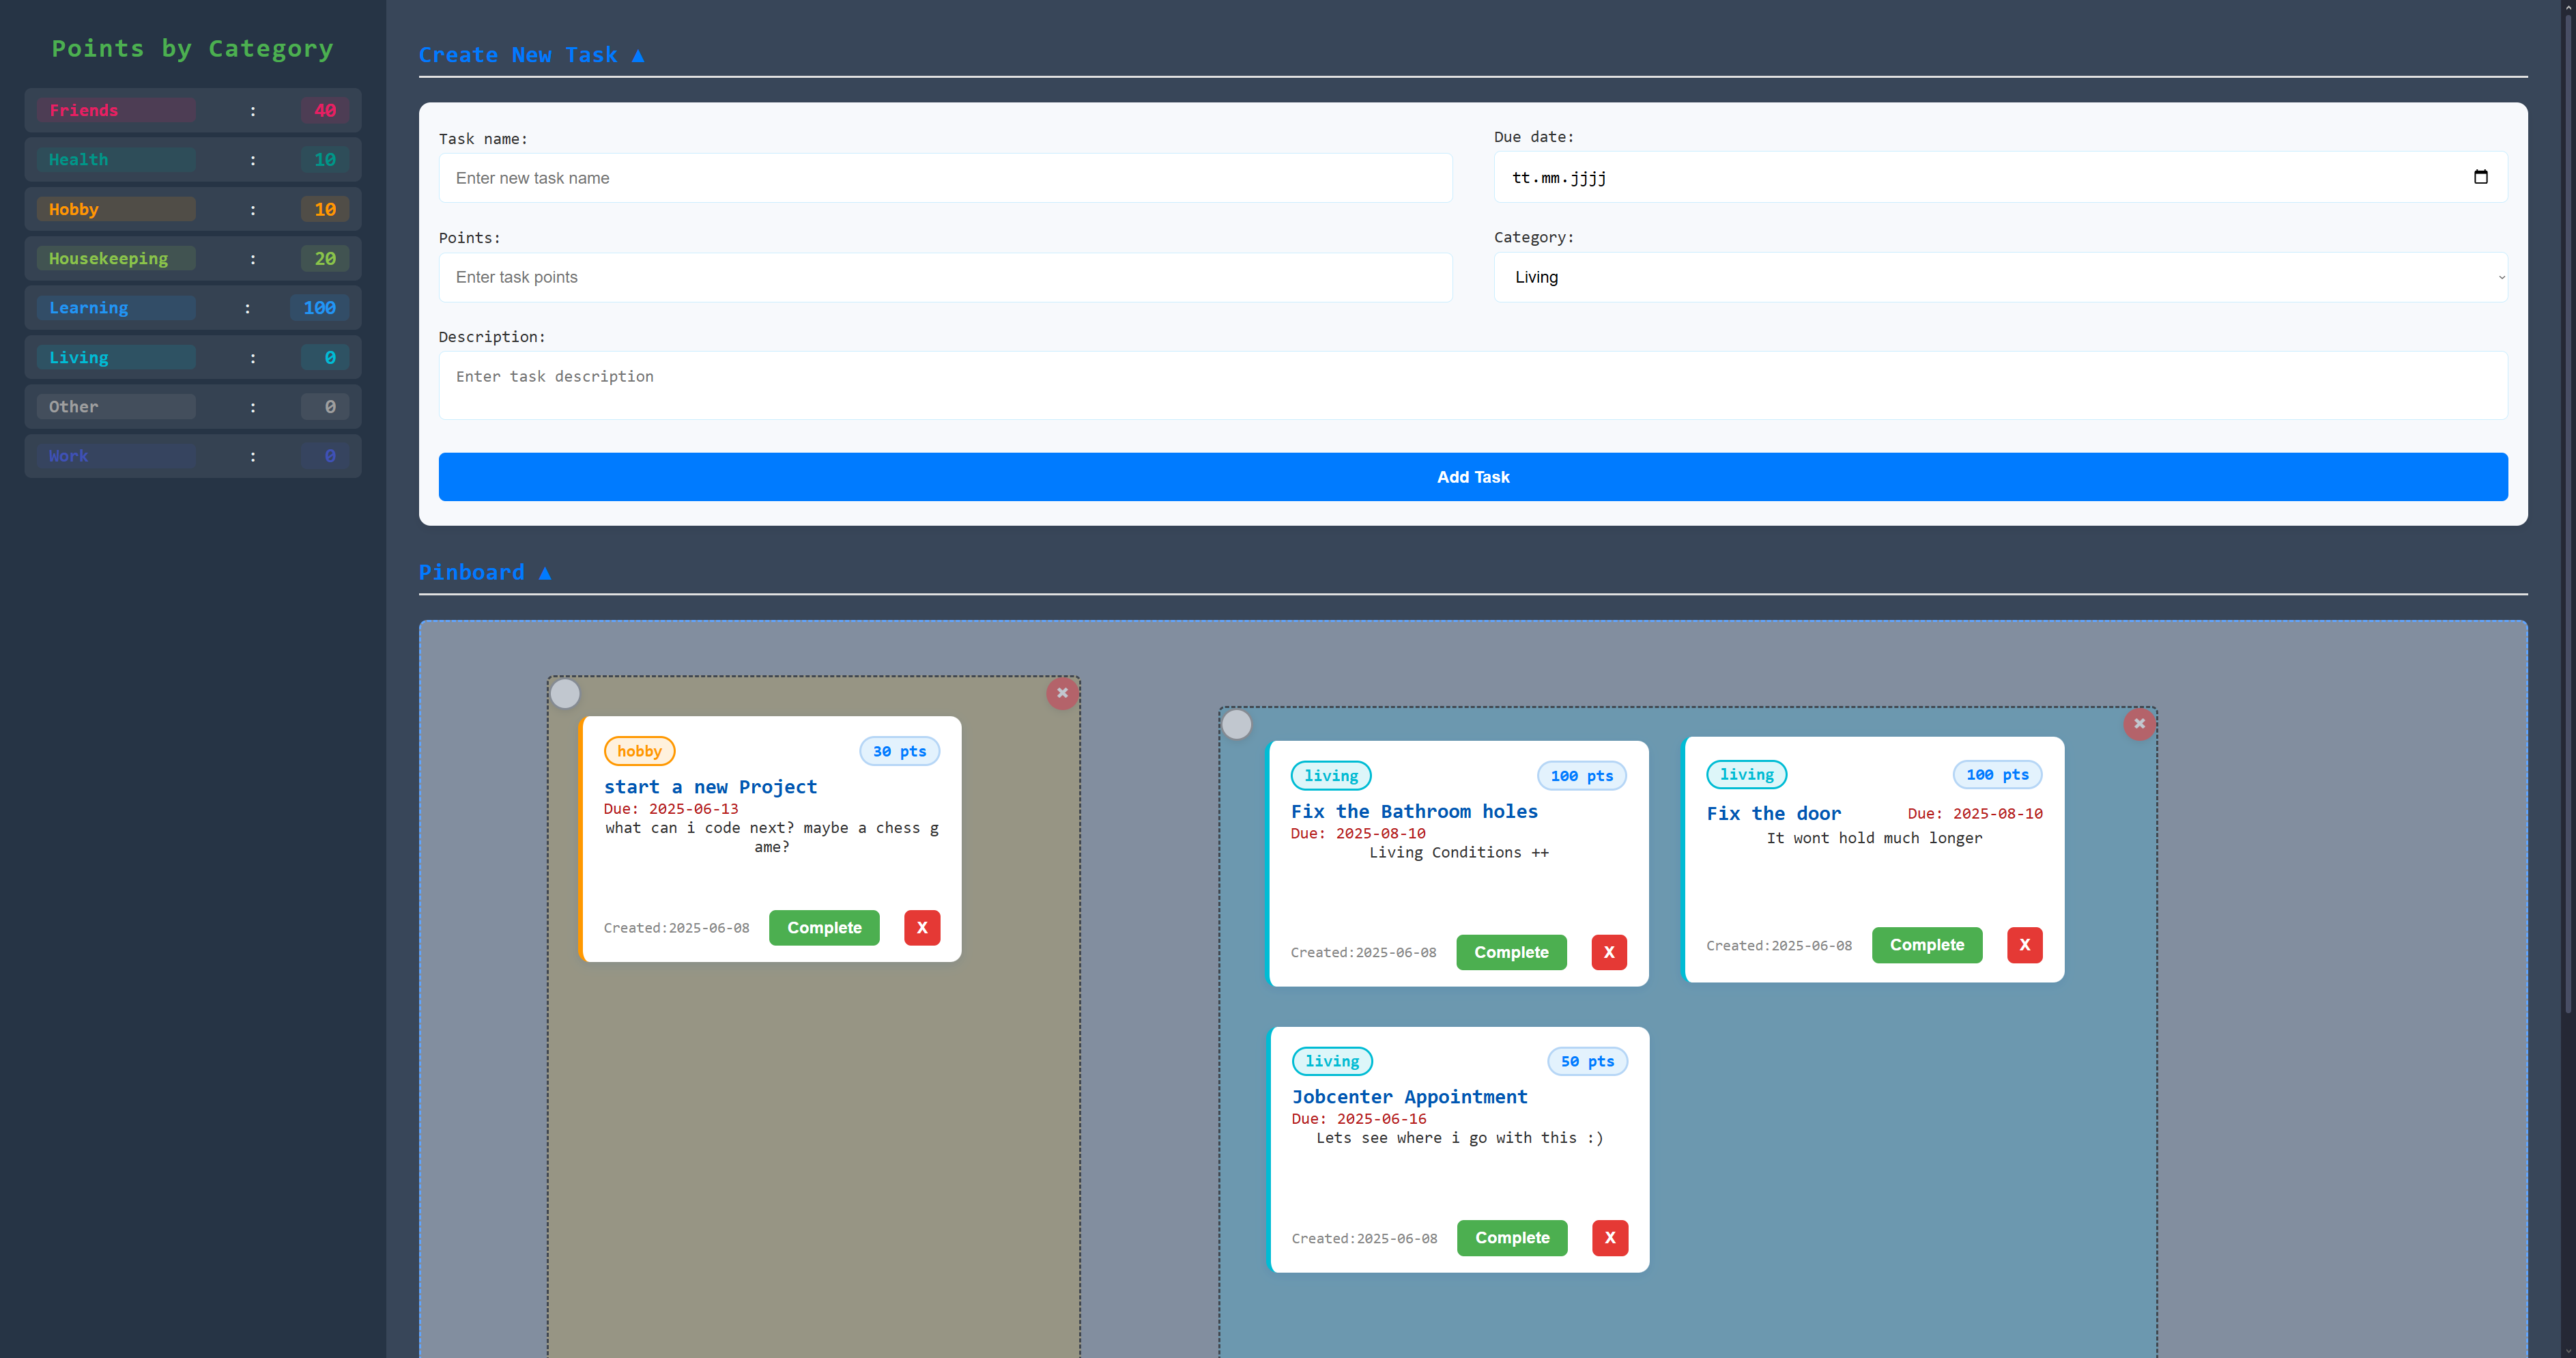 Points by Category
Friends : 40
Health : 10
Hobby : 10
Housekeeping : 20
Learning : 100
Living : 0
Other : 0
Work : 0
Create New Task ▲
Task name:
Enter new task name
Due date:
tt.mm.jjjj
Points:
Enter task points
Category:
Living
Description:
Enter task description
Add Task
Pinboard ▲
hobby 30 pts
start a new Project
Due: 2025-06-13
what can i code next? maybe a chess g
ame?
Created:2025-06-08 Complete X
living 100 pts
Fix the Bathroom holes
Due: 2025-08-10
Living Conditions ++
Created:2025-06-08 Complete X
living 100 pts
Fix the door Due: 2025-08-10
It wont hold much longer
Created:2025-06-08 Complete X
living 50 pts
Jobcenter Appointment
Due: 2025-06-16
Lets see where i go with this :)
Created:2025-06-08 Complete X